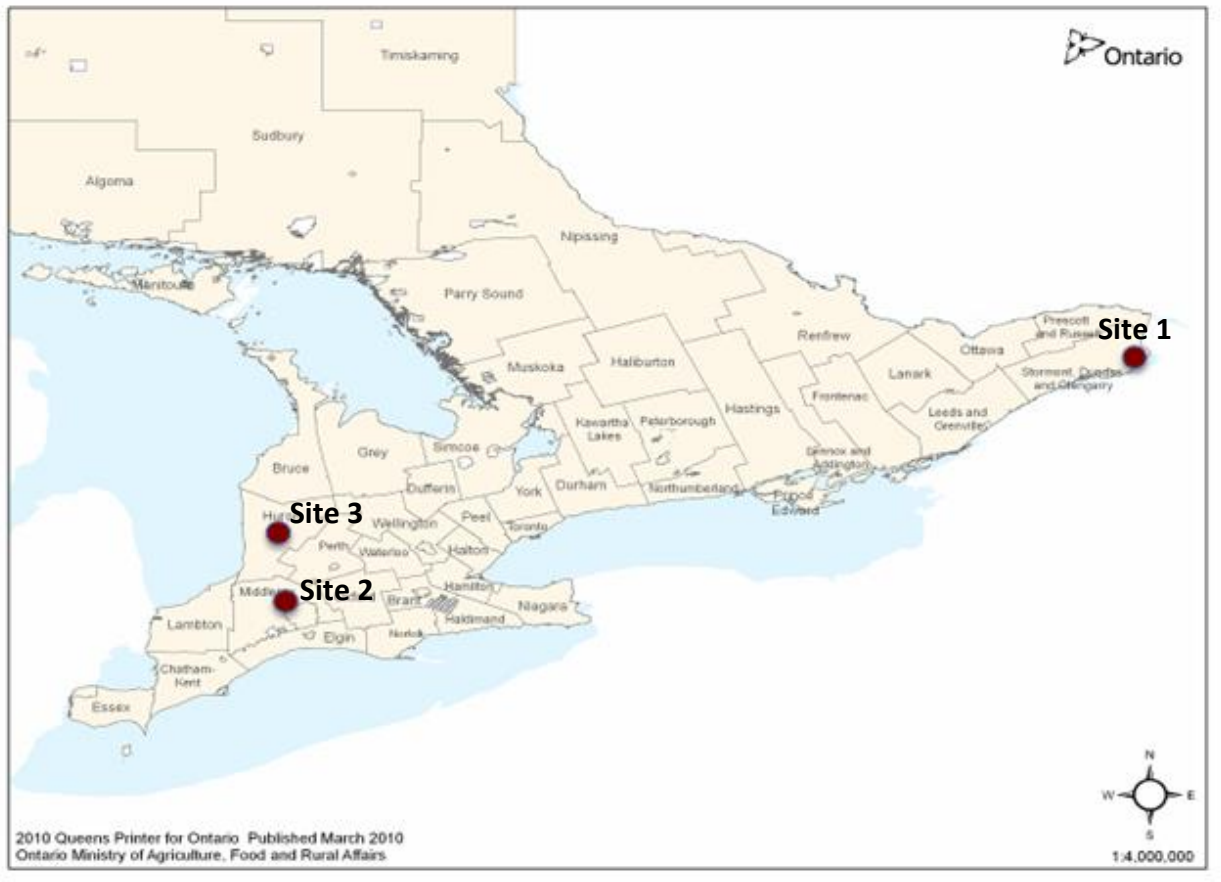 Timiskaming
Ontario
Sudbury
Algoma
Nipissing
Parry Sound
Prescott
and Russell
Site 1
Renfrew
Ottawa
Muskoka
Haliburton
Lanark
Stormont, Dundas
and Glengarry
Frontenac
Hastings
Kawartha
Lakes
Peterborough
Leeds and
Grenville
Simcoe
Grey
Bruce
Lennox and
Addington
Dufferin
York
Durham
Northumberland
Prince
Edward
Site 3
Wellington
Peel
Toronto
Perth
Waterloo
Halton
Site 2
Brant
Hamilton
Niagara
Haldimand
Lambton
Elgin
Norfolk
Chatham-
Kent
Essex
N
W
E
S
2010 Queens Printer for Ontario Published March 2010
Ontario Ministry of Agriculture, Food and Rural Affairs
1:4,000,000